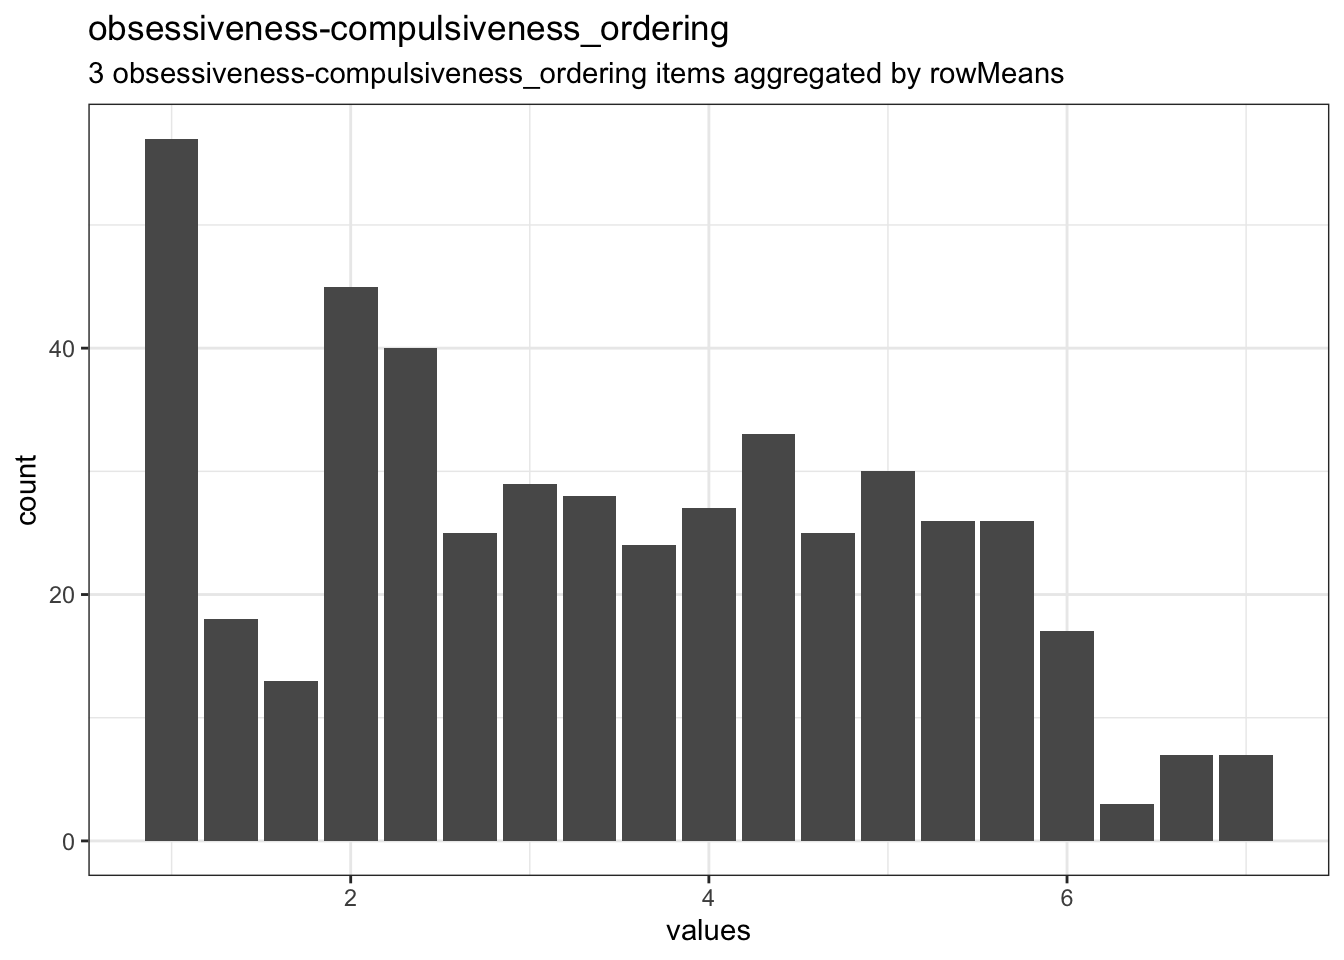 obsessiveness-compulsiveness_ordering
3 obsessiveness-compulsiveness_ordering items aggregated by rowMeans
count
40
20
0
2 4 6
values